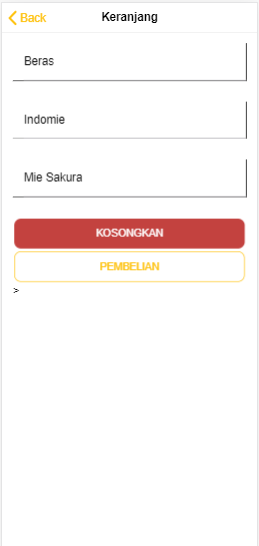 Back
Keranjang
Beras
Indomie
Mie Sakura
KOSONGKAN
PEMBELIAN
>